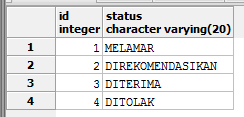 id status
integer character varying(20)
1 1 MELAMAR
2 2 DIREKOMENDASIKAN
3 3 DITERIMA
4 4 DITOLAK